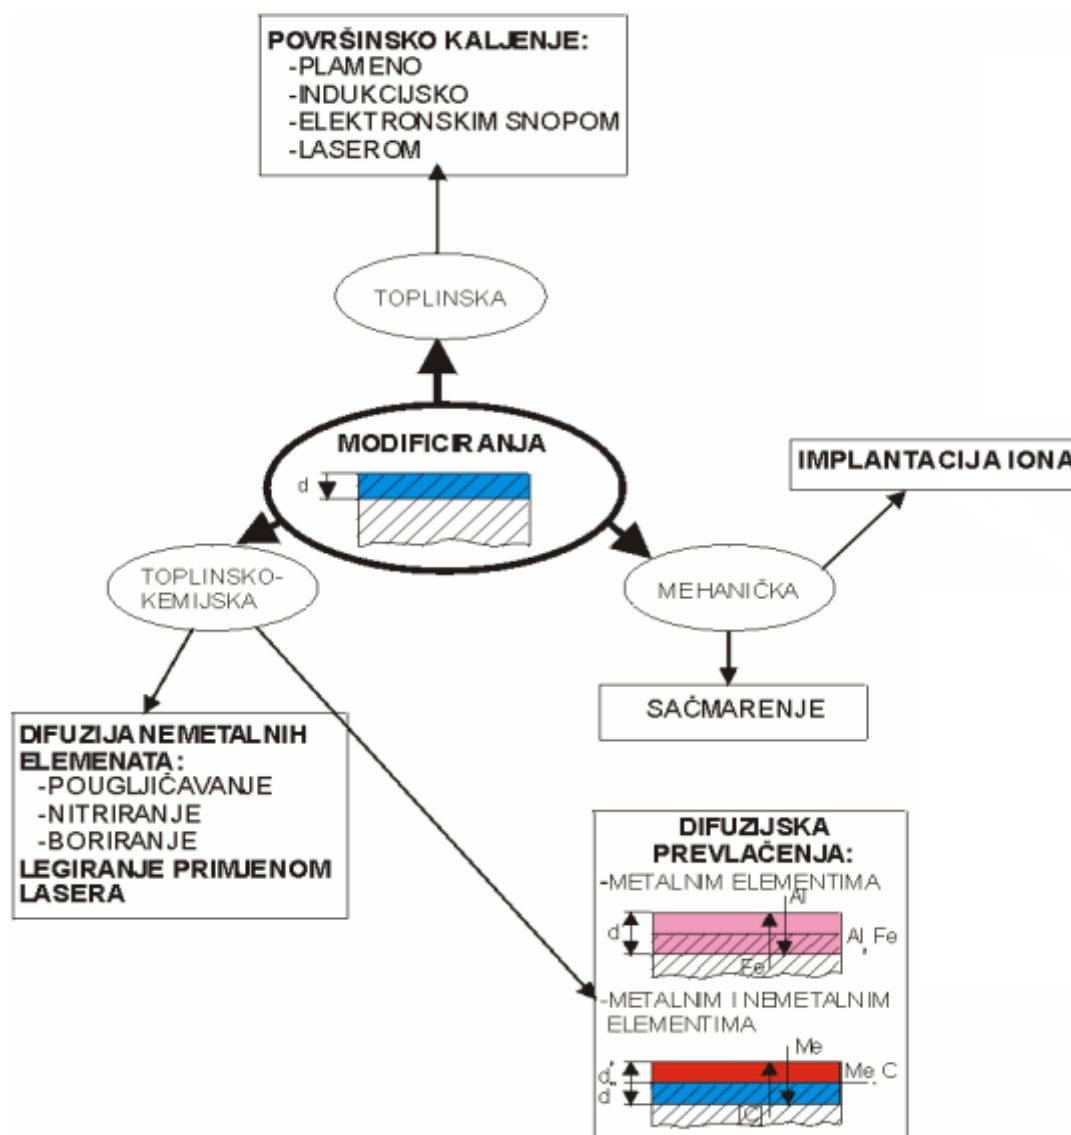 POVRŠINSKO KALJENJE:
-PLAMENO
-INDUKCIJSKO
-ELEKTRONSKIM SNOPOM
-LASEROM
TOPLINSKA
MODIFICIRANJA
d
IMPLANTACIJA IONA
TOPLINSKO-
KEMIJSKA
MEHANIČKA
SAČMARENJE
DIFUZIJA NEMETALNIH
ELEMENATA:
-POUGLJIČAVANJE
-NITRIRANJE
-BORIRANJE
LEGIRANJE PRIMJENOM
LASERA
DIFUZIJSKA
PREVLAČENJA:
-METALNIM ELEMENTIMA
Al
d
Al, Fe
Fe
-METALNIM I NEMETALNIM
ELEMENTIMA
Me
d'
Me, C
d"
[C]